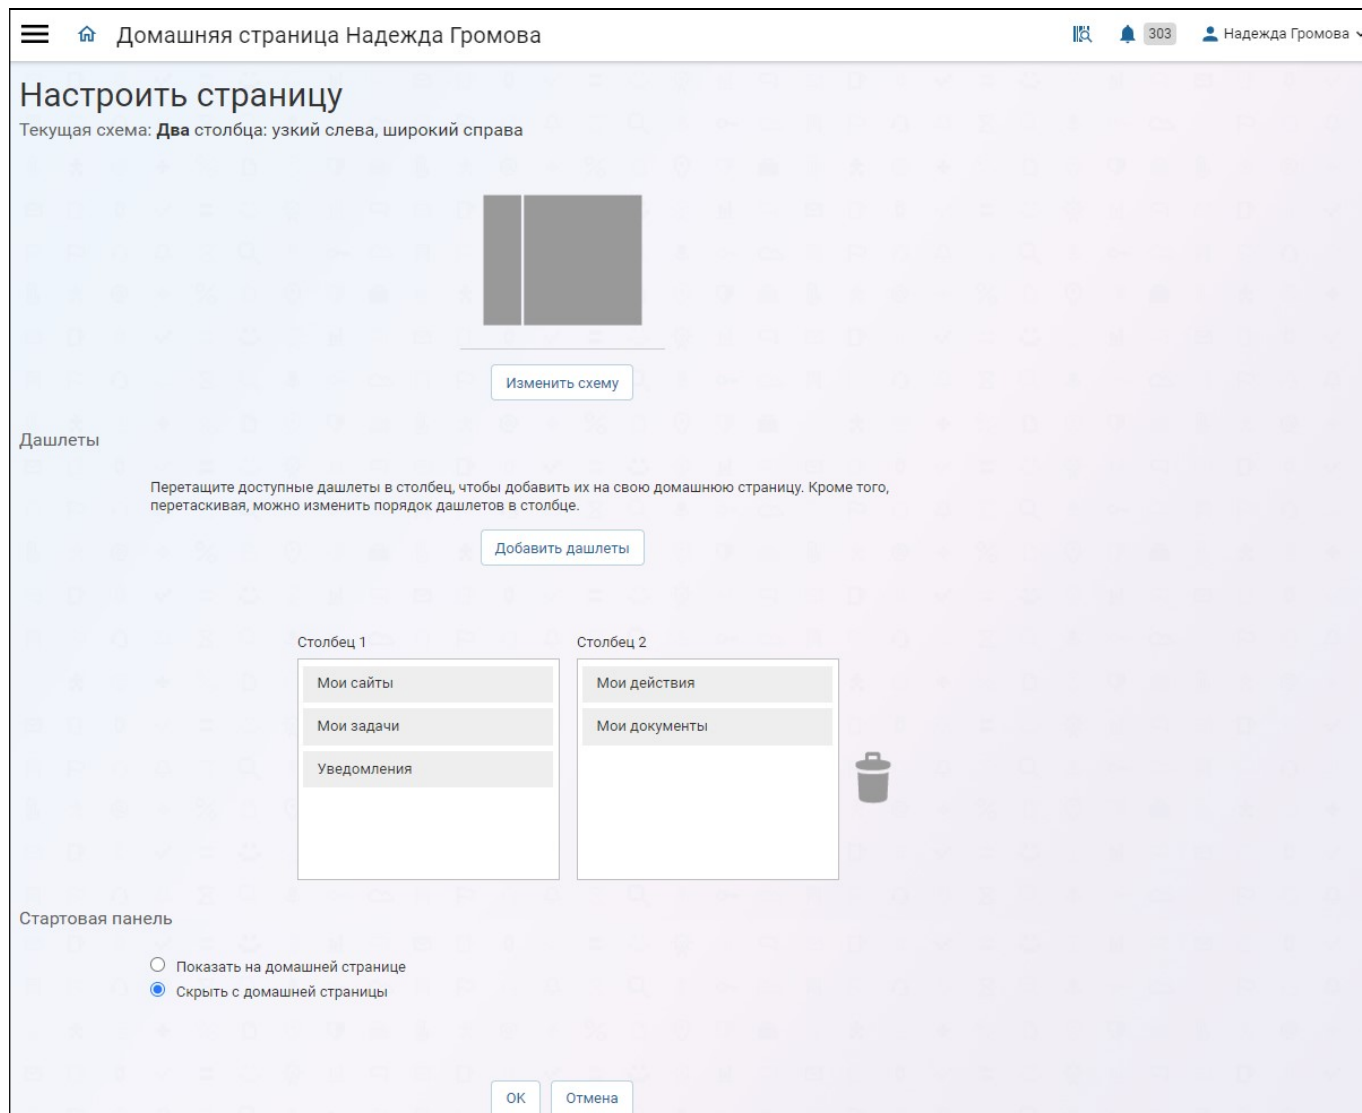 Домашняя страница Надежда Громова
303
Надежда Громова
Настроить страницу
Текущая схема: Два столбца: узкий слева, широкий справа
Изменить схему
Дашлеты
Перетащите доступные дашлеты в столбец, чтобы добавить их на свою домашнюю страницу. Кроме того,
перетаскивая, можно изменить порядок дашлетов в столбце.
Добавить дашлеты
Столбец 1
Мои сайты
Мои задачи
Уведомления
Столбец 2
Мои действия
Мои документы
Стартовая панель
Показать на домашней странице
Скрыть с домашней страницы
ОК
Отмена